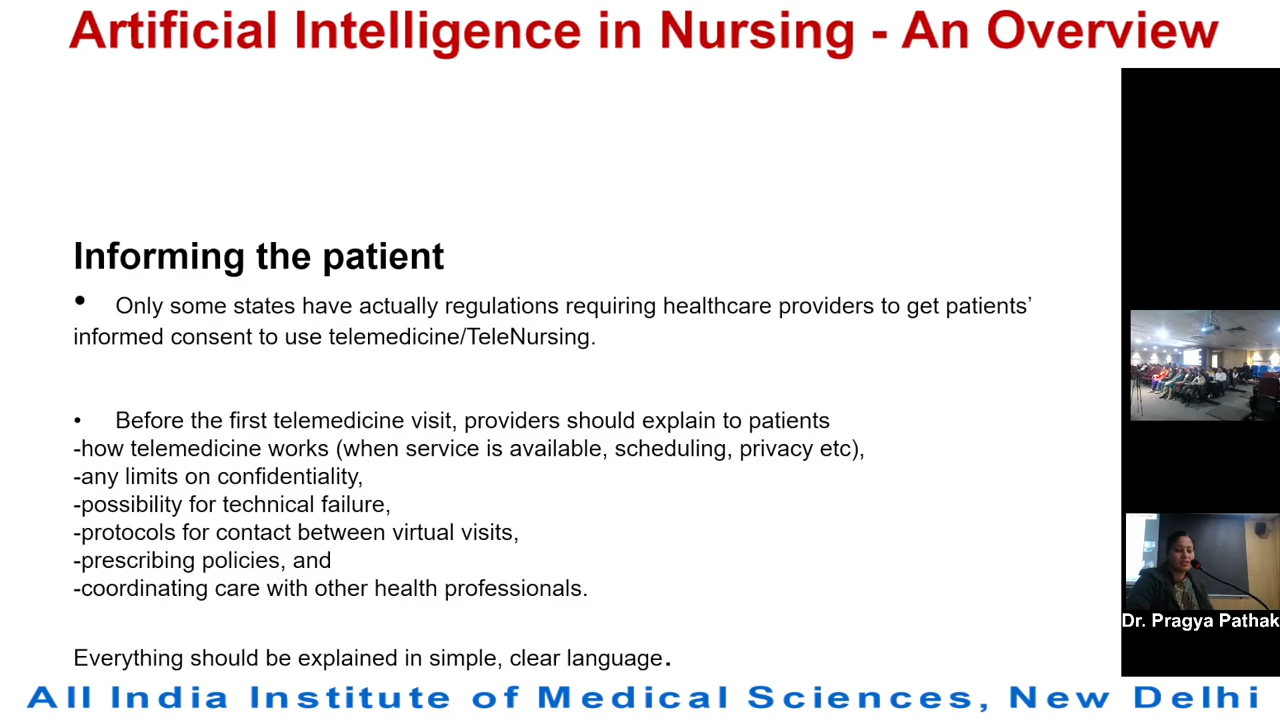 Artificial Intelligence in Nursing - An Overview
Informing the patient
• Only some states have actually regulations requiring healthcare providers to get patients’
informed consent to use telemedicine/TeleNursing.
• Before the first telemedicine visit, providers should explain to patients
-how telemedicine works (when service is available, scheduling, privacy etc),
-any limits on confidentiality,
-possibility for technical failure,
-protocols for contact between virtual visits,
-prescribing policies, and
-coordinating care with other health professionals.
Everything should be explained in simple, clear language.
Dr. Pragya Pathak
All India Institute of Medical Sciences, New Delhi